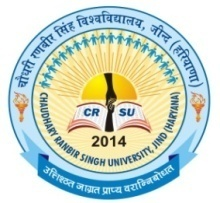 चौधरी रणबीर सिंह विश्वविद्यालय, जीन्द (हरियाणा)
CR SU
2014
CHAUDHARY RANBIR SINGH UNIVERSITY, JIND (HARYANA)
उत्तिष्ठत जाग्रत प्राप्य वरान्निबोधत